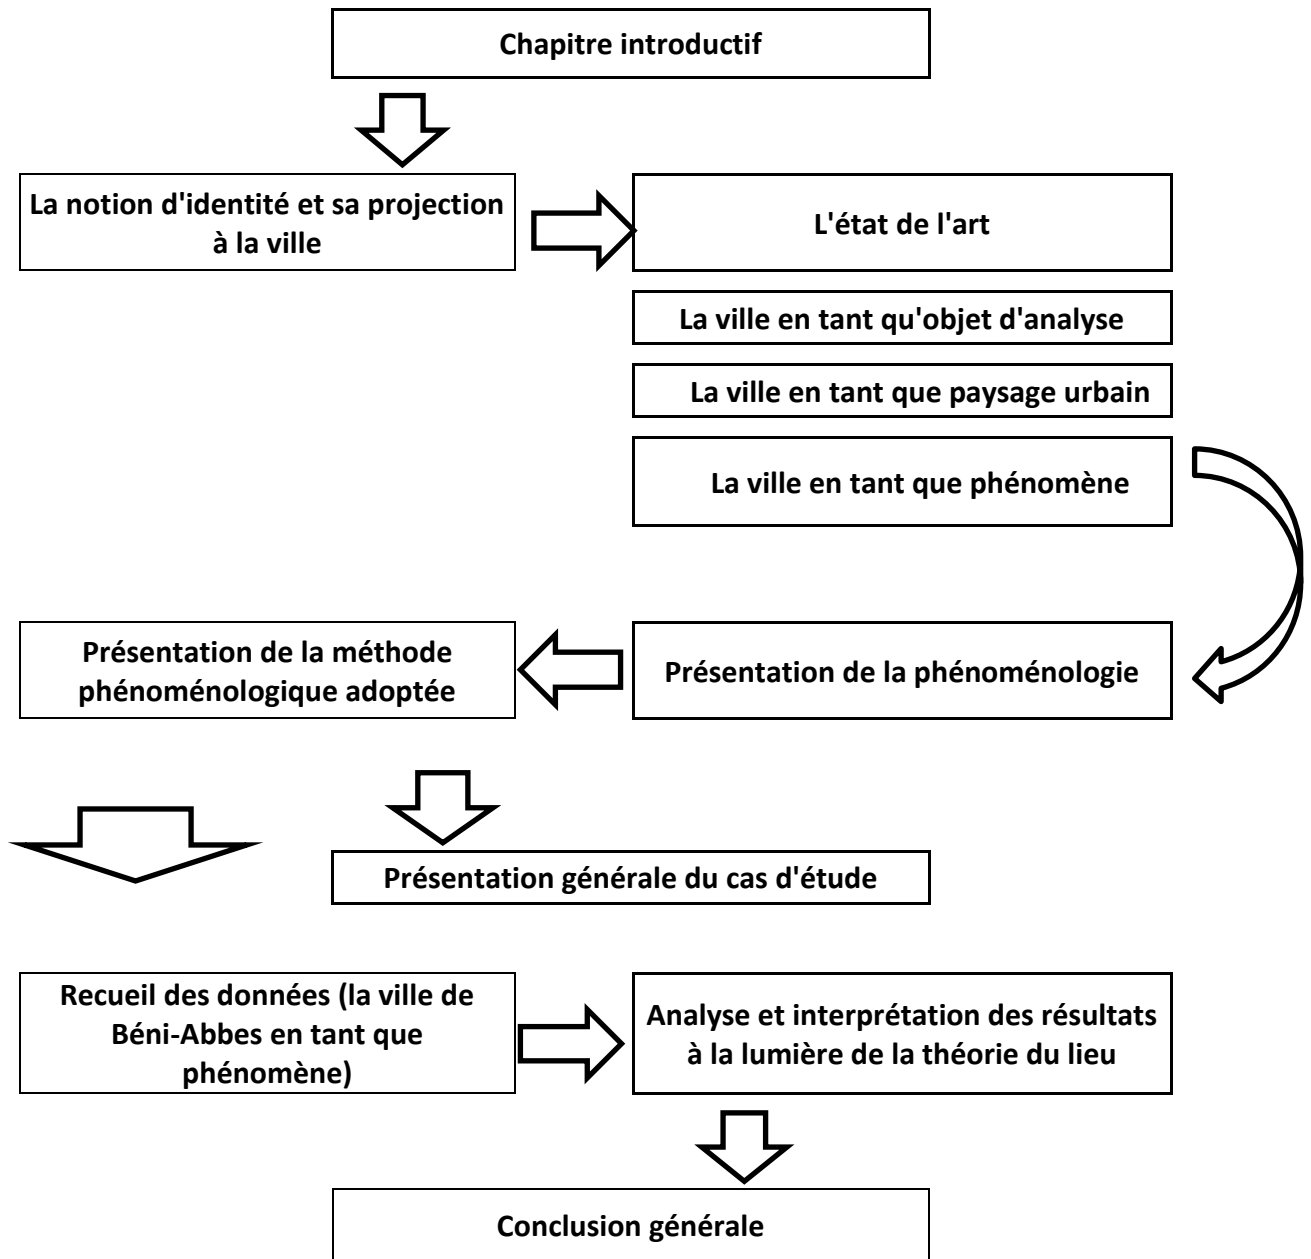 Chapitre introductif
La notion d'identité et sa projection
à la ville
L'état de l'art
La ville en tant qu'objet d'analyse
La ville en tant que paysage urbain
La ville en tant que phénomène
Présentation de la méthode
phénoménologique adoptée
Présentation de la phénoménologie
Présentation générale du cas d'étude
Recueil des données (la ville de
Béni-Abbes en tant que
phénomène)
Analyse et interprétation des résultats
à la lumière de la théorie du lieu
Conclusion générale